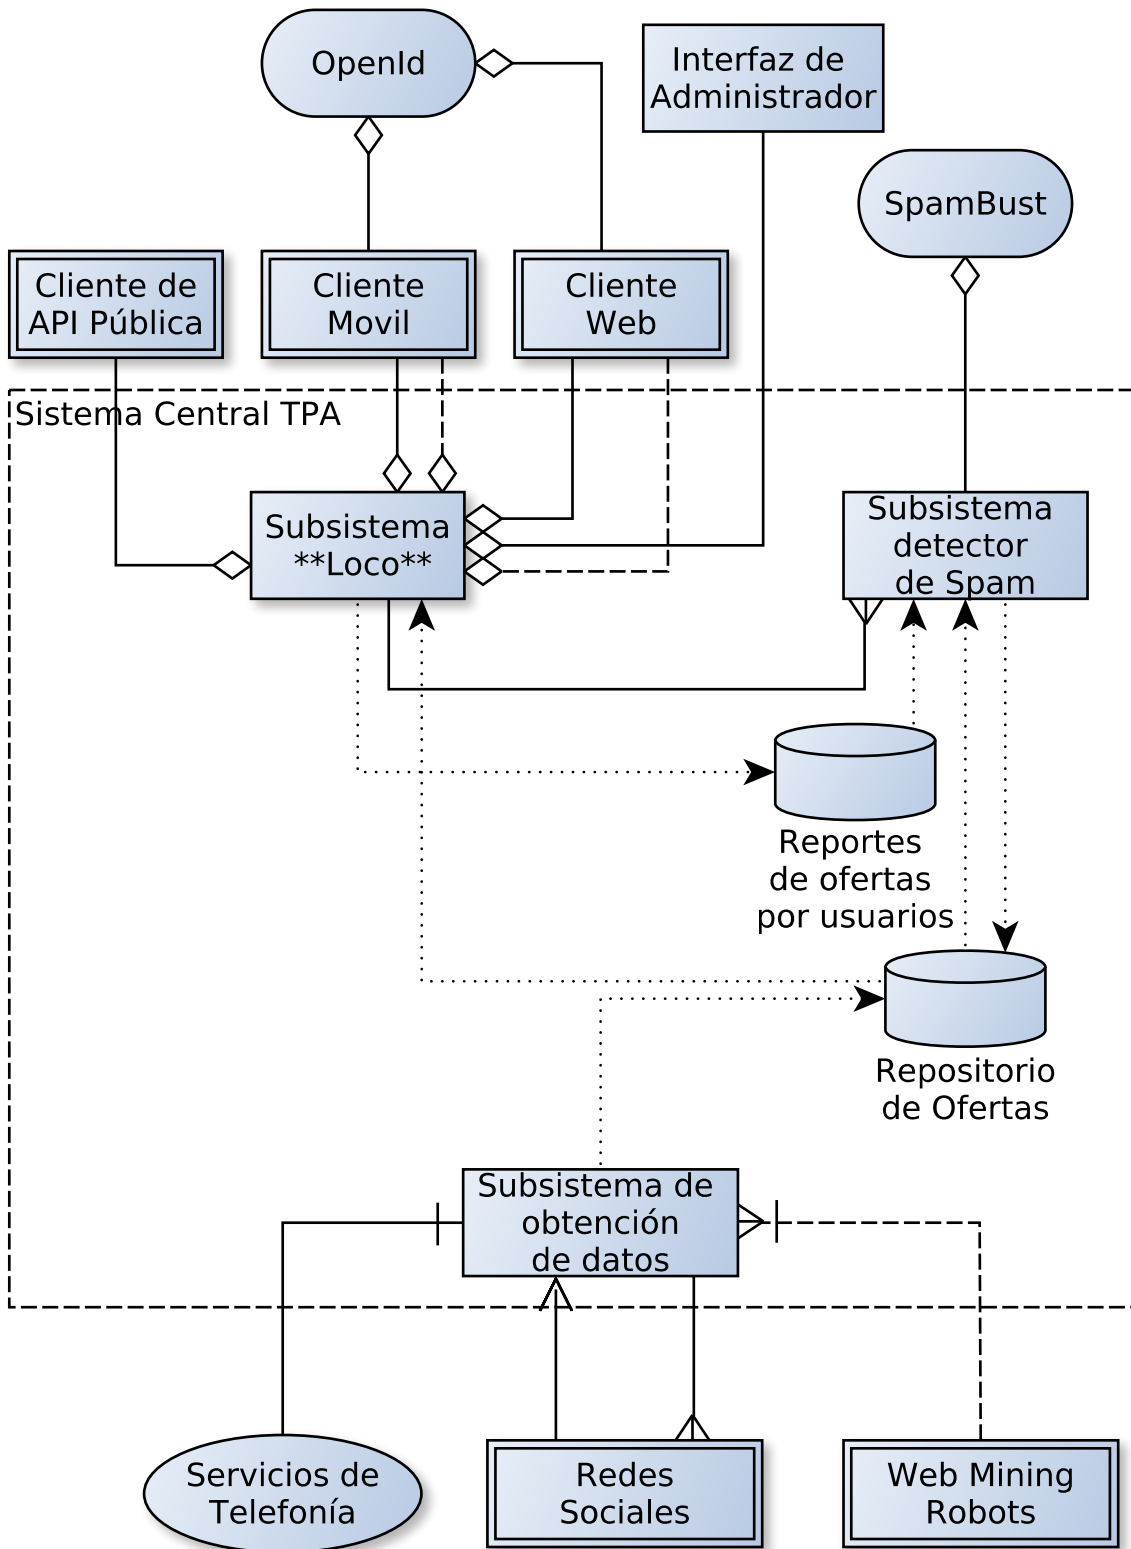 OpenId
Interfaz de
Administrador
SpamBust
Cliente de
API Pública
Cliente
Movil
Cliente
Web
Sistema Central TPA
Subsistema
**Loco**
Subsistema
detector
de Spam
Reportes
de ofertas
por usuarios
Repositorio
de Ofertas
Subsistema de
obtención
de datos
Servicios de
Telefonía
Redes
Sociales
Web Mining
Robots